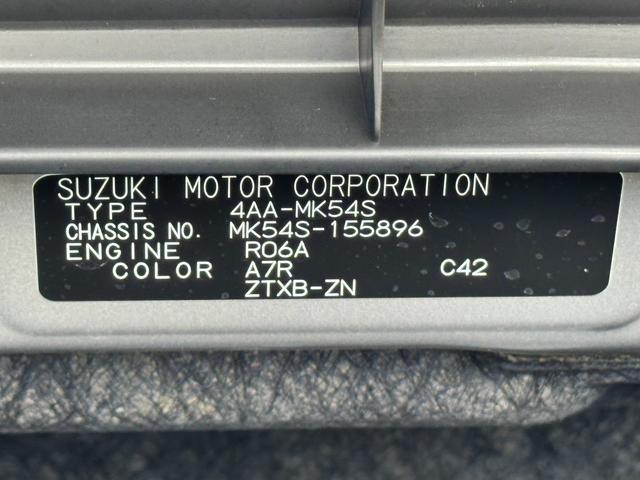 SUZUKI MOTOR CORPORATION
TYPE 4AA-MK54S
CHASSIS NO. MK54S-155896
ENGINE R06A
COLOR A7R C42
ZTXB-ZN